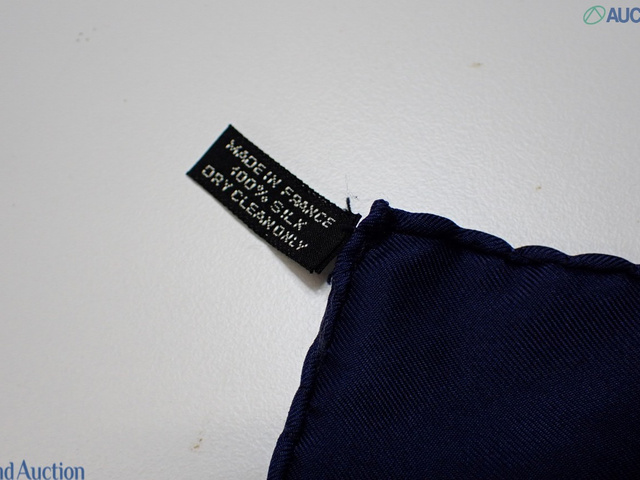 AUC
MADE IN FRANCE
100% SILK
DRY CLEAN ONLY
nd Auction